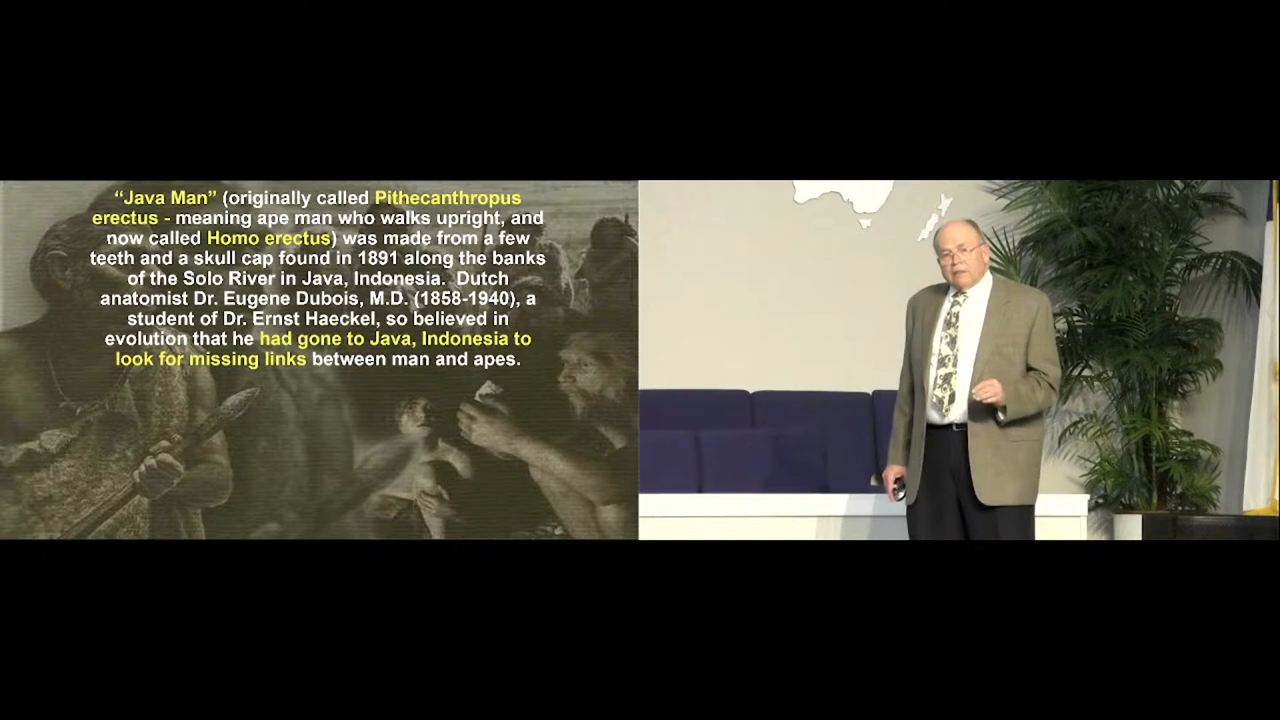 “Java Man” (originally called Pithecanthropus
erectus - meaning ape man who walks upright, and
now called Homo erectus) was made from a few
teeth and a skull cap found in 1891 along the banks
of the Solo River in Java, Indonesia.  Dutch
anatomist Dr. Eugene Dubois, M.D. (1858-1940), a
student of Dr. Ernst Haeckel, so believed in
evolution that he had gone to Java, Indonesia to
look for missing links between man and apes.